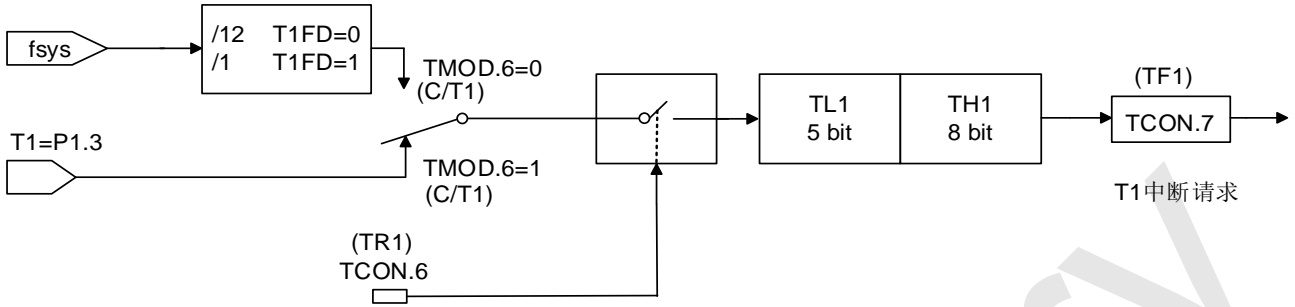 fsys
/12 T1FD=0
/1 T1FD=1
TMOD.6=0
(C/T1)
T1=P1.3
TMOD.6=1
(C/T1)
(TR1)
TCON.6
TL1
5 bit
TH1
8 bit
(TF1)
TCON.7
T1中断请求